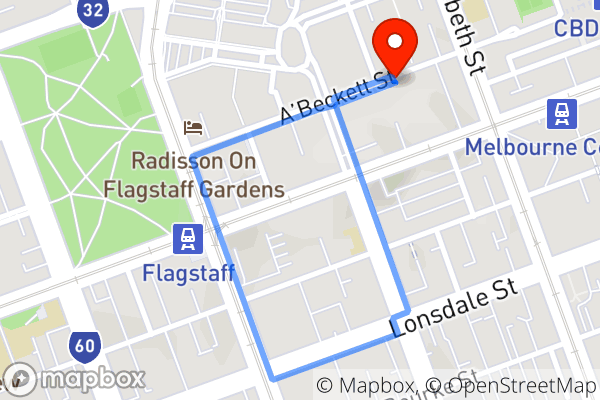 32
CBD
A'Beckett St
Radisson On
Flagstaff Gardens
Melbourne Ce
Flagstaff
Lonsdale St
60
mapbox
© Mapbox, © OpenStreetMap